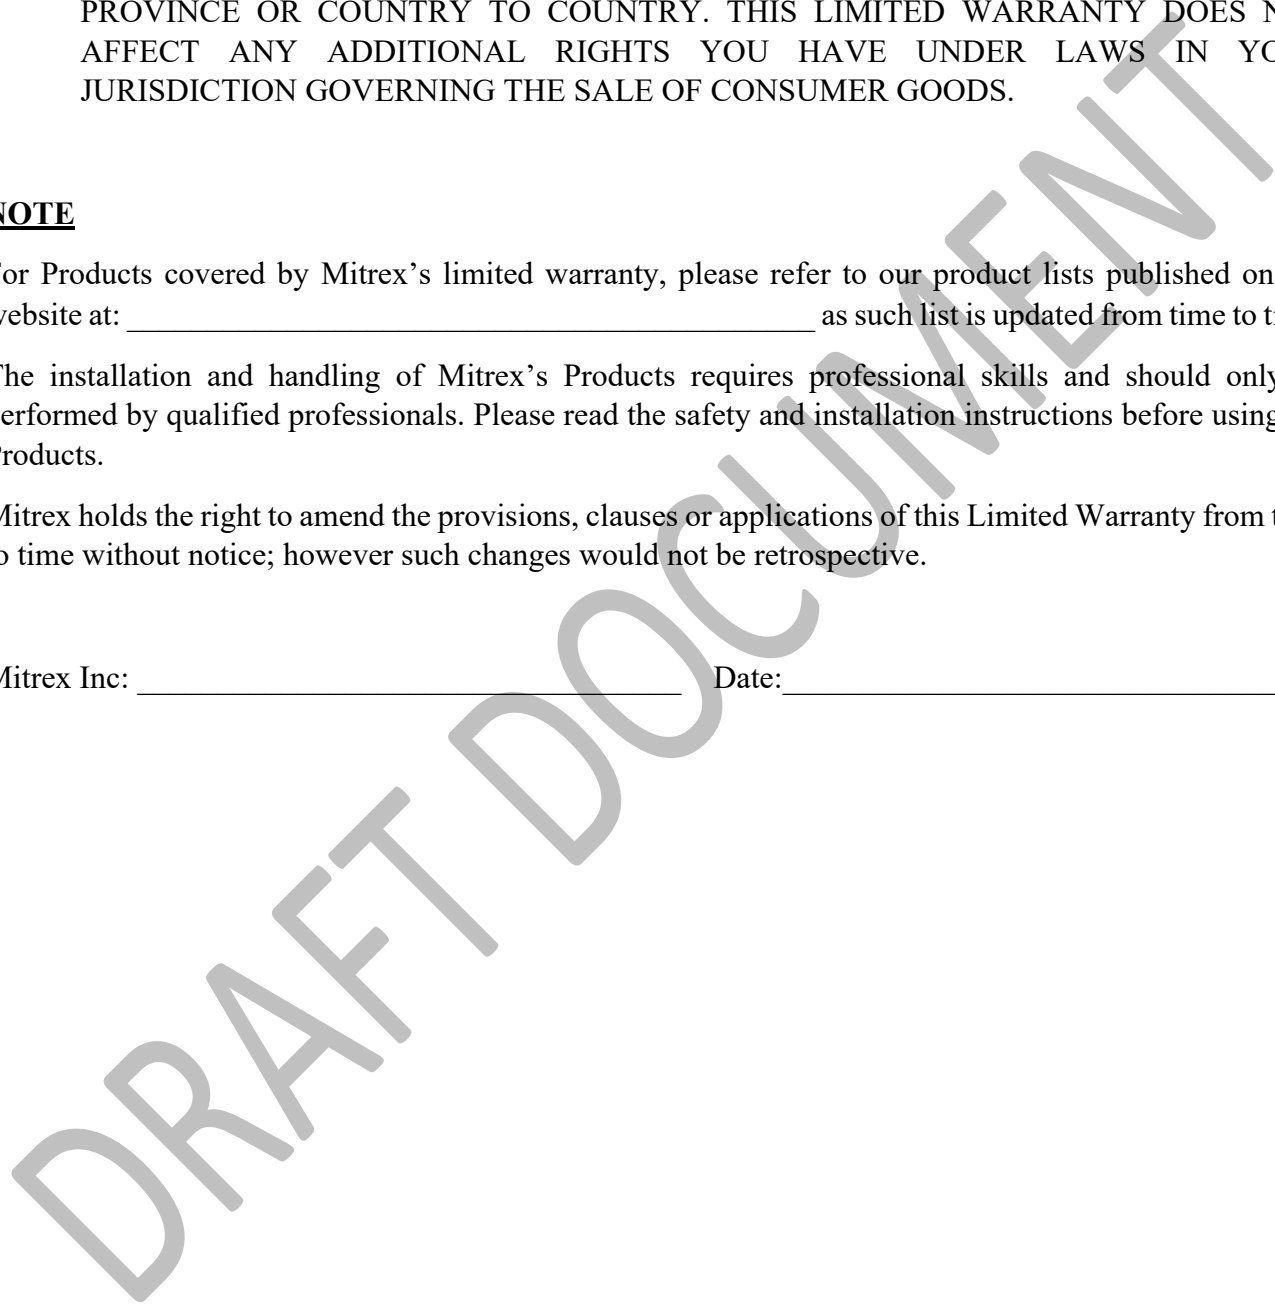 PROVINCE OR COUNTRY TO COUNTRY. THIS LIMITED WARRANTY DOES
AFFECT ANY ADDITIONAL RIGHTS YOU HAVE UNDER LAWS IN YO
JURISDICTION GOVERNING THE SALE OF CONSUMER GOODS.
NOTE
or Products covered by Mitrex’s limited warranty, please refer to our product lists published on
website at: ___________________________________________ as such list is updated from time to
The installation and handling of Mitrex’s Products requires professional skills and should only
erformed by qualified professionals. Please read the safety and installation instructions before using
roducts.
Mitrex holds the right to amend the provisions, clauses or applications of this Limited Warranty from
o time without notice; however such changes would not be retrospective.
Mitrex Inc: __________________________________ Date:_______________________________
DRAFT DOCUMENT